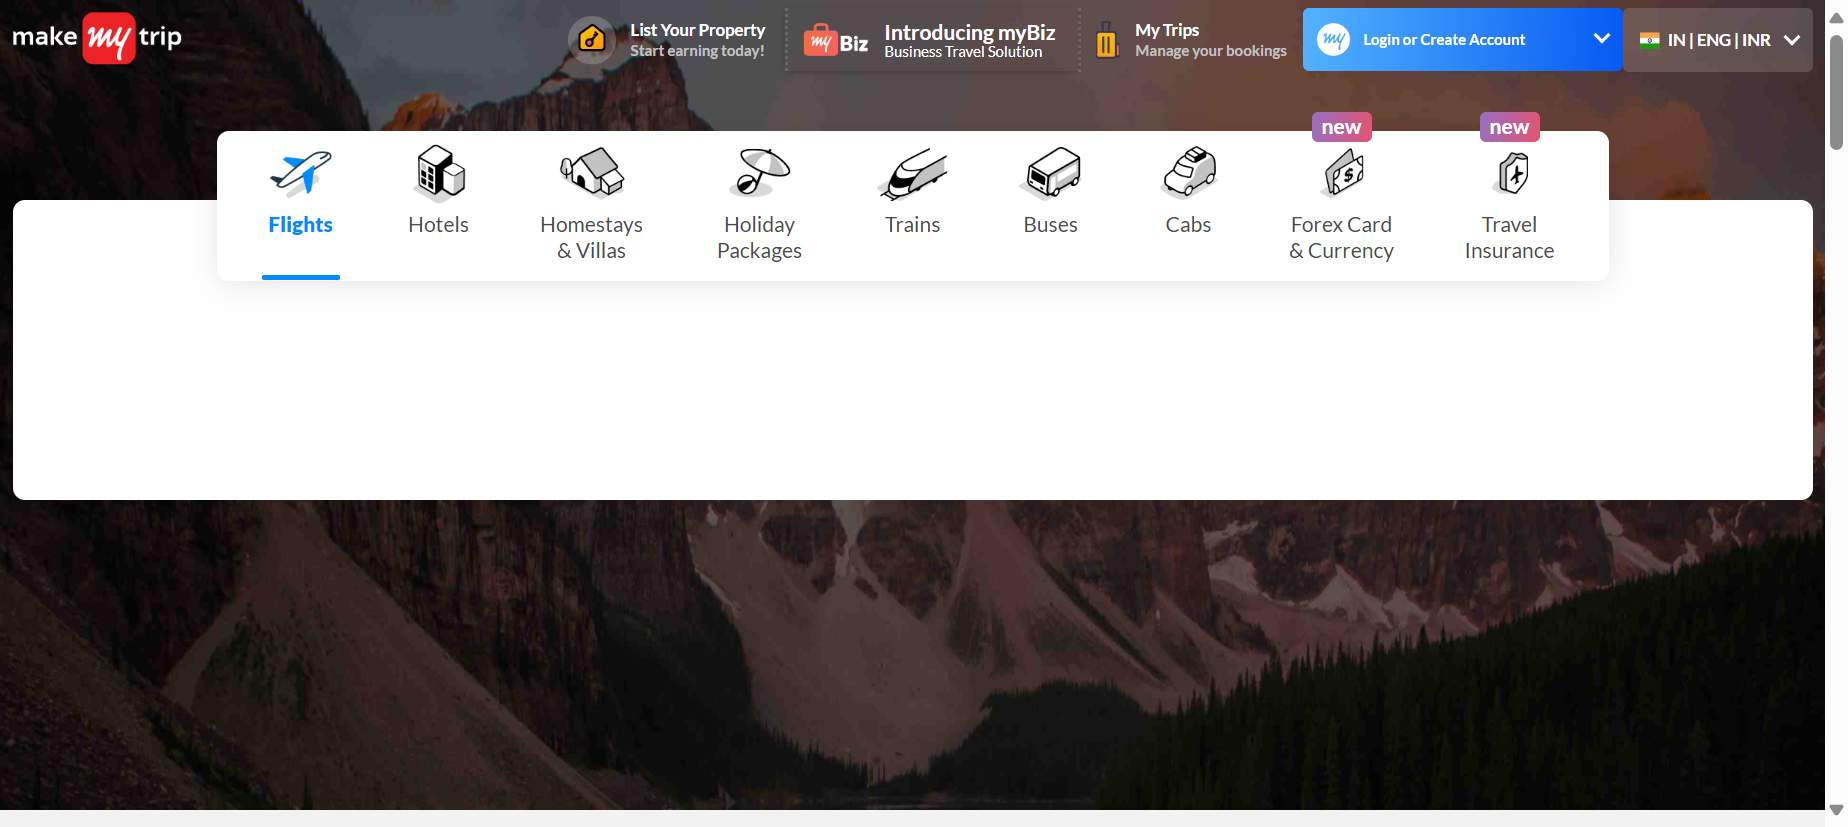 make my trip
List Your Property
Start earning today!
my Biz
Introducing myBiz
Business Travel Solution
My Trips
Manage your bookings
my
Login or Create Account
IN | ENG | INR
new
new
Flights
Hotels
Homestays
& Villas
Holiday
Packages
Trains
Buses
Cabs
Forex Card
& Currency
Travel
Insurance